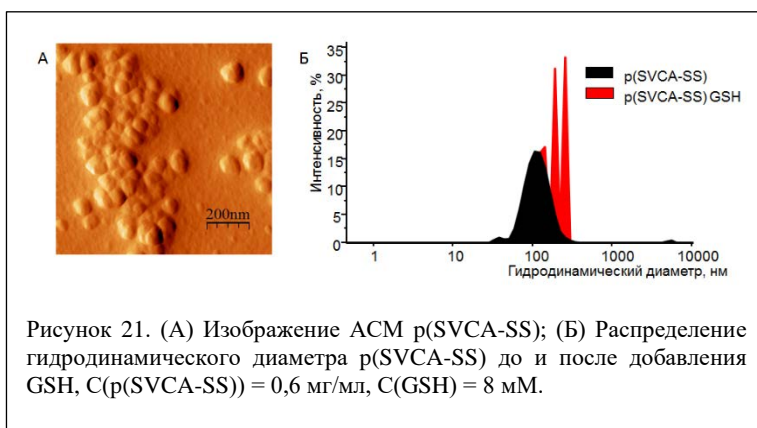 А
200nm
Б
Интенсивность, %
35
30
25
20
15
10
5
0
1 10 100 1000 10000
Гидродинамический диаметр, нм
p(SVCA-SS)
p(SVCA-SS) GSH
Рисунок 21. (А) Изображение АСМ p(SVCA-SS); (Б) Распределение
гидродинамического диаметра p(SVCA-SS) до и после добавления
GSH, C(p(SVCA-SS)) = 0,6 мг/мл, C(GSH) = 8 мМ.